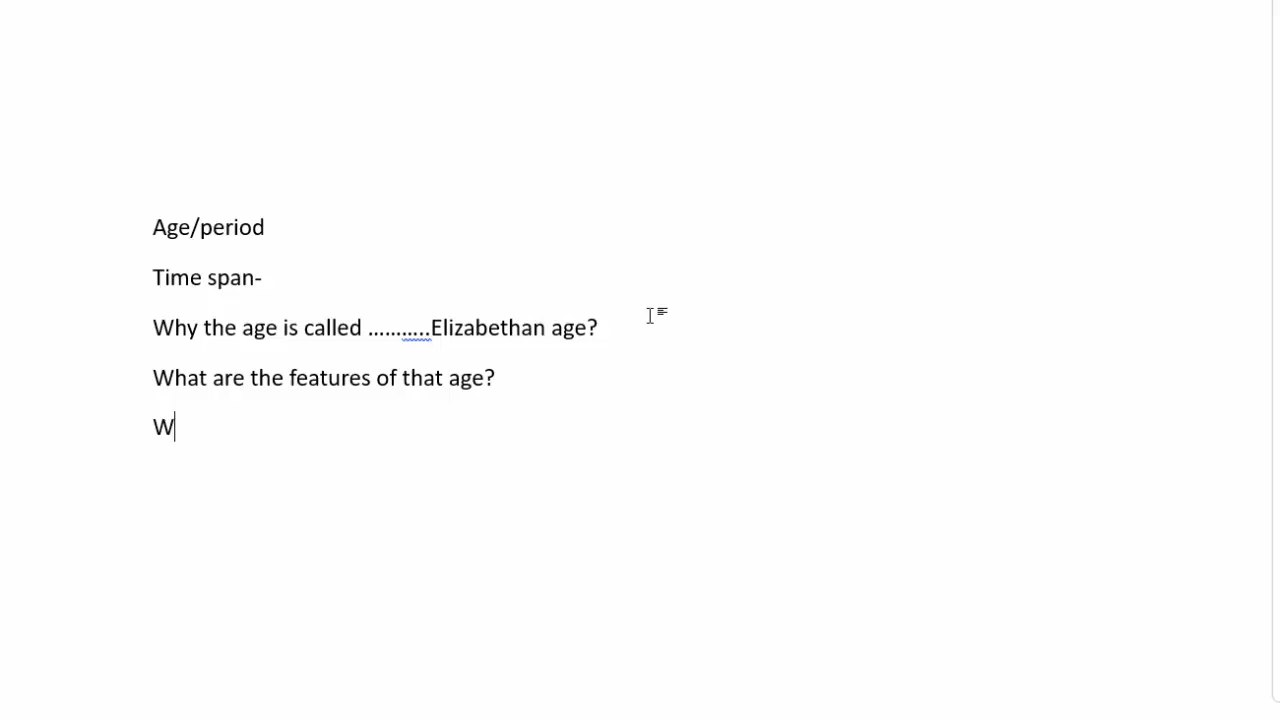 Age/period
Time span-
Why the age is called ………..Elizabethan age?
What are the features of that age?
W